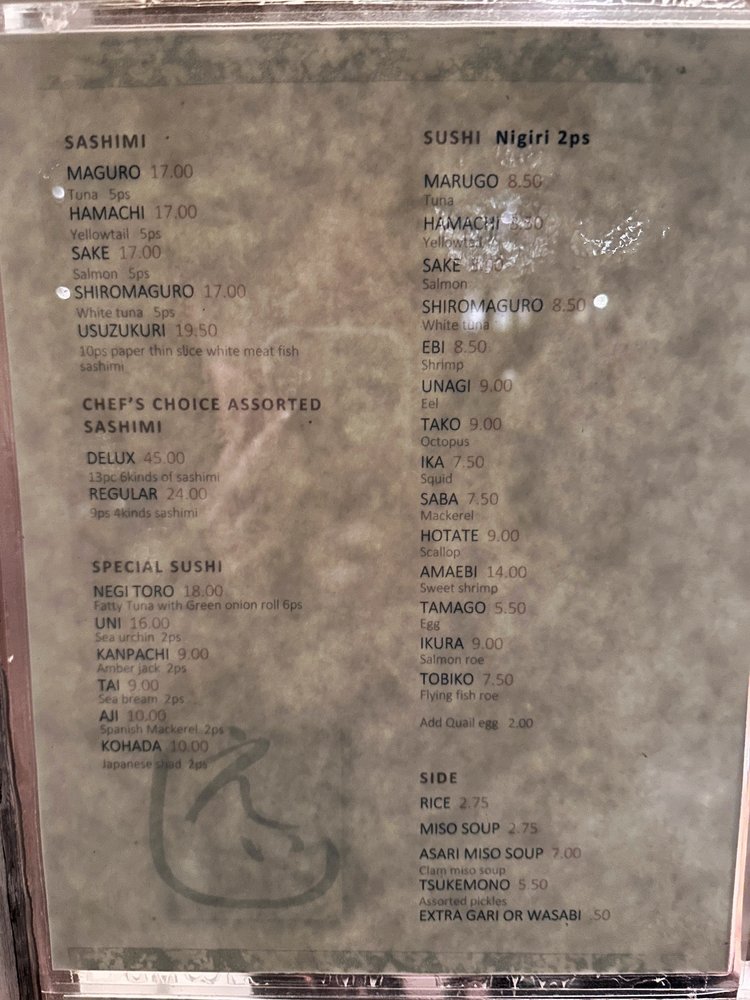 SASHIMI
MAGURO 17.00
Tuna 5ps
HAMACHI 17.00
Yellowtail 5ps
SAKE 17.00
Salmon 5ps
SHIROMAGURO 17.00
White tuna 5ps
USUZUKURI 19.50
10ps paper thin slice white meat fish
sashimi
CHEF'S CHOICE ASSORTED
SASHIMI
DELUX 45.00
13pc 6kinds of sashimi
REGULAR 24.00
9ps 4kinds sashimi
SPECIAL SUSHI
NEGI TORO 18.00
Fatty Tuna with Green onion roll 6ps
UNI 16.00
Sea urchin 2ps
KANPACHI 9.00
Amber jack 2ps
TAI 9.00
Sea bream 2ps
AJI 10.00
Spanish Mackerel 2ps
KOHADA 10.00
Japanese shad 2ps
SUSHI Nigiri 2ps
MARUGO 8.50
Tuna
HAMACHI 8.50
Yellowtail
SAKE
Salmon
SHIROMAGURO 8.50
White tuna
EBI 8.50
Shrimp
UNAGI 9.00
Eel
TAKO 9.00
Octopus
IKA 7.50
Squid
SABA 7.50
Mackerel
HOTATE 9.00
Scallop
AMAEBI 14.00
Sweet shrimp
TAMAGO 5.50
Egg
IKURA 9.00
Salmon roe
TOBIKO 7.50
Flying fish roe
Add Quail egg 2.00
SIDE
RICE 2.75
MISO SOUP 2.75
ASARI MISO SOUP 7.00
Clam miso soup
TSUKEMONO 5.50
Assorted pickles
EXTRA GARI OR WASABI .50